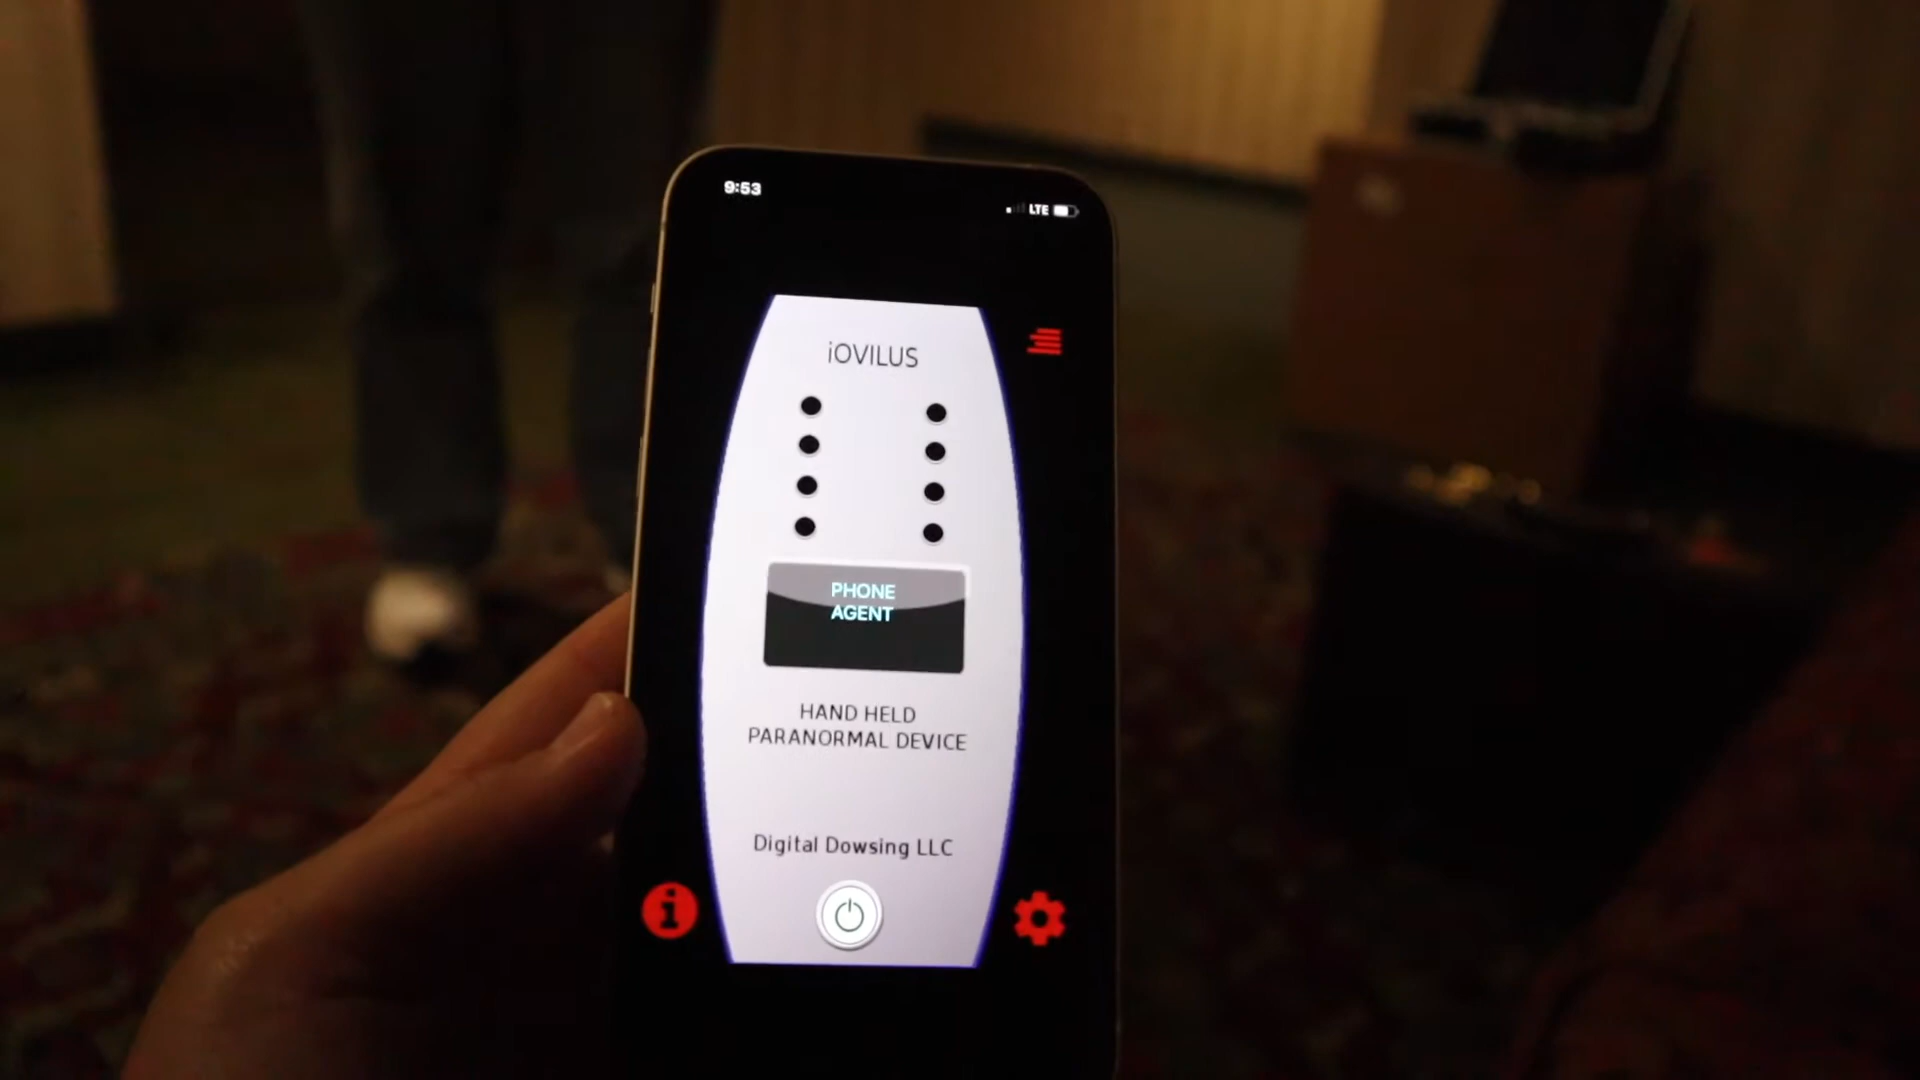 9:53
LTE
iOVILUS
PHONE
AGENT
HAND HELD
PARANORMAL DEVICE
Digital Dowsing LLC